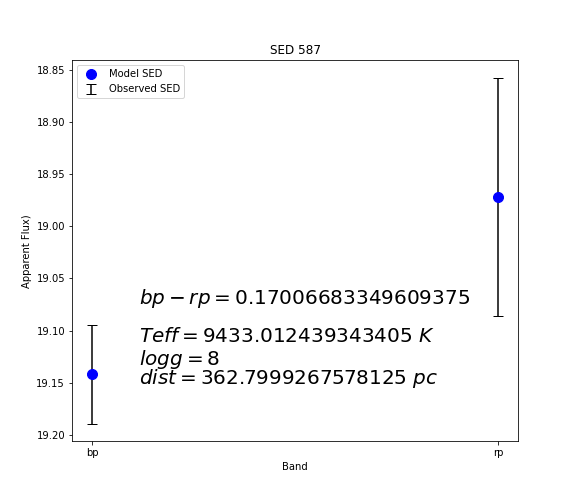 SED 587
Model SED
Observed SED
18.85
18.90
18.95
19.00
19.05
19.10
19.15
19.20
Apparent Flux)
bp − rp = 0.17006683349609375
Teff = 9433.012439343405 K
logg = 8
dist = 362.7999267578125 pc
bp
rp
Band